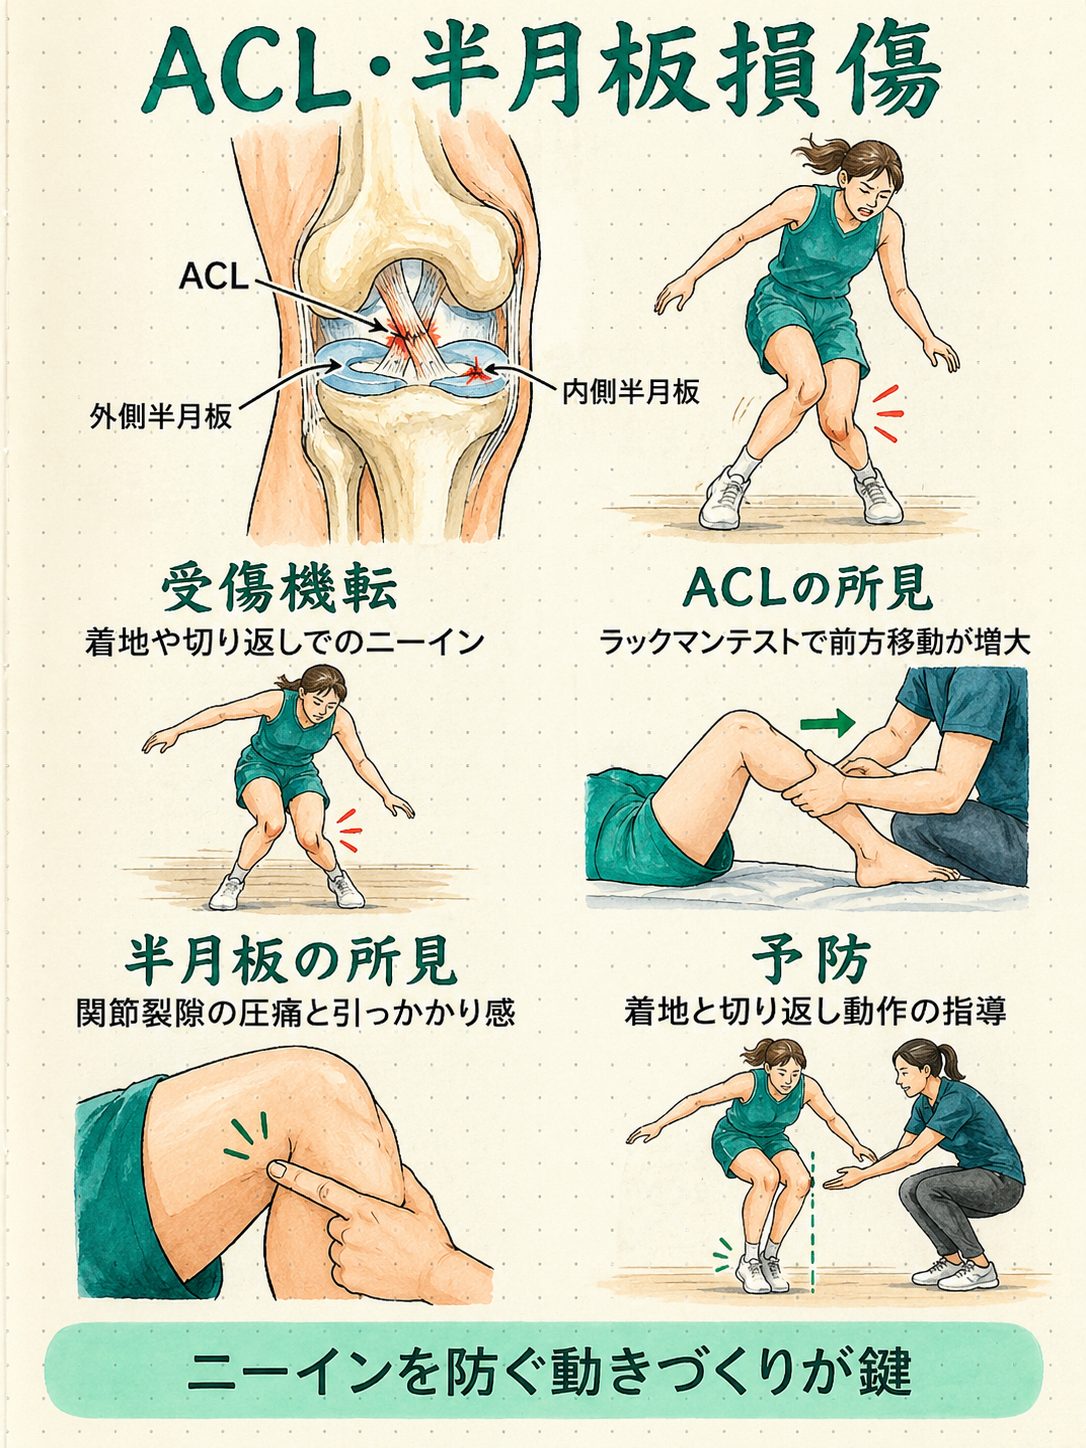 ACL・半月板損傷
ACL
外側半月板
内側半月板
受傷機転
着地や切り返しでのニーイン
ACLの所見
ラックマンテストで前方移動が増大
半月板の所見
関節裂隙の圧痛と引っかかり感
予防
着地と切り返し動作の指導
ニーインを防ぐ動きづくりが鍵